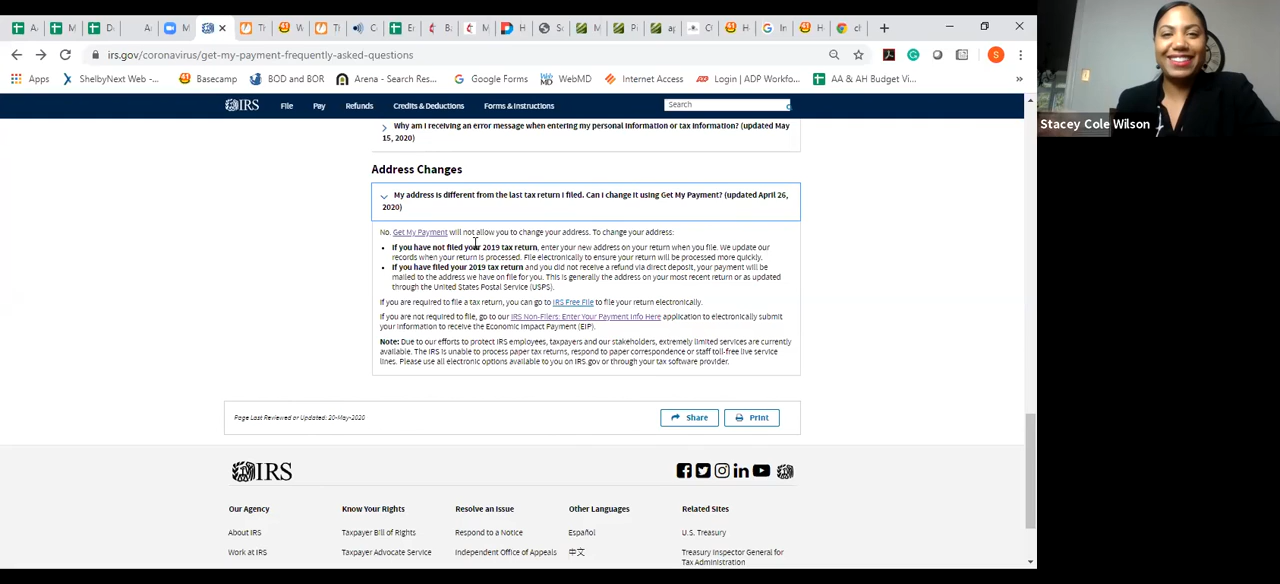 irs.gov/coronavirus/get-my-payment-frequently-asked-questions
Apps ShelbyNext Web -... Basecamp BOD and BOR Arena - Search Res... Google Forms WebMD Internet Access Login | ADP Workfo... AA & AH Budget Vi... »
IRS File Pay Refunds Credits & Deductions Forms & Instructions Search
Stacey Cole Wilson
Why am I receiving an error message when entering my personal information or tax information? (updated May
15, 2020)
Address Changes
My address is different from the last tax return I filed. Can I change it using Get My Payment? (updated April 26,
2020)
No. Get My Payment will not allow you to change your address. To change your address:
• If you have not filed your 2019 tax return, enter your new address on your return when you file. We update our
records when your return is processed. File electronically to ensure your return will be processed more quickly.
• If you have filed your 2019 tax return and you did not receive a refund via direct deposit, your payment will be
mailed to the address we have on file for you. This is generally the address on your most recent return or as updated
through the United States Postal Service (USPS).
If you are required to file a tax return, you can go to IRS Free File to file your return electronically.
If you are not required to file, go to our IRS Non-Filers: Enter Your Payment Info Here application to electronically submit
your information to receive the Economic Impact Payment (EIP).
Note: Due to our efforts to protect IRS employees, taxpayers and our stakeholders, extremely limited services are currently
available. The IRS is unable to process paper tax returns, respond to paper correspondence or staff toll-free live service
lines. Please use all electronic options available to you on IRS.gov or through your tax software provider.
Page Last Reviewed or Updated: 20-May-2020
Share Print
IRS
Our Agency Know Your Rights Resolve an Issue Other Languages Related Sites
About IRS Taxpayer Bill of Rights Respond to a Notice Español U.S. Treasury
Work at IRS Taxpayer Advocate Service Independent Office of Appeals 中文 Treasury Inspector General for
Tax Administration